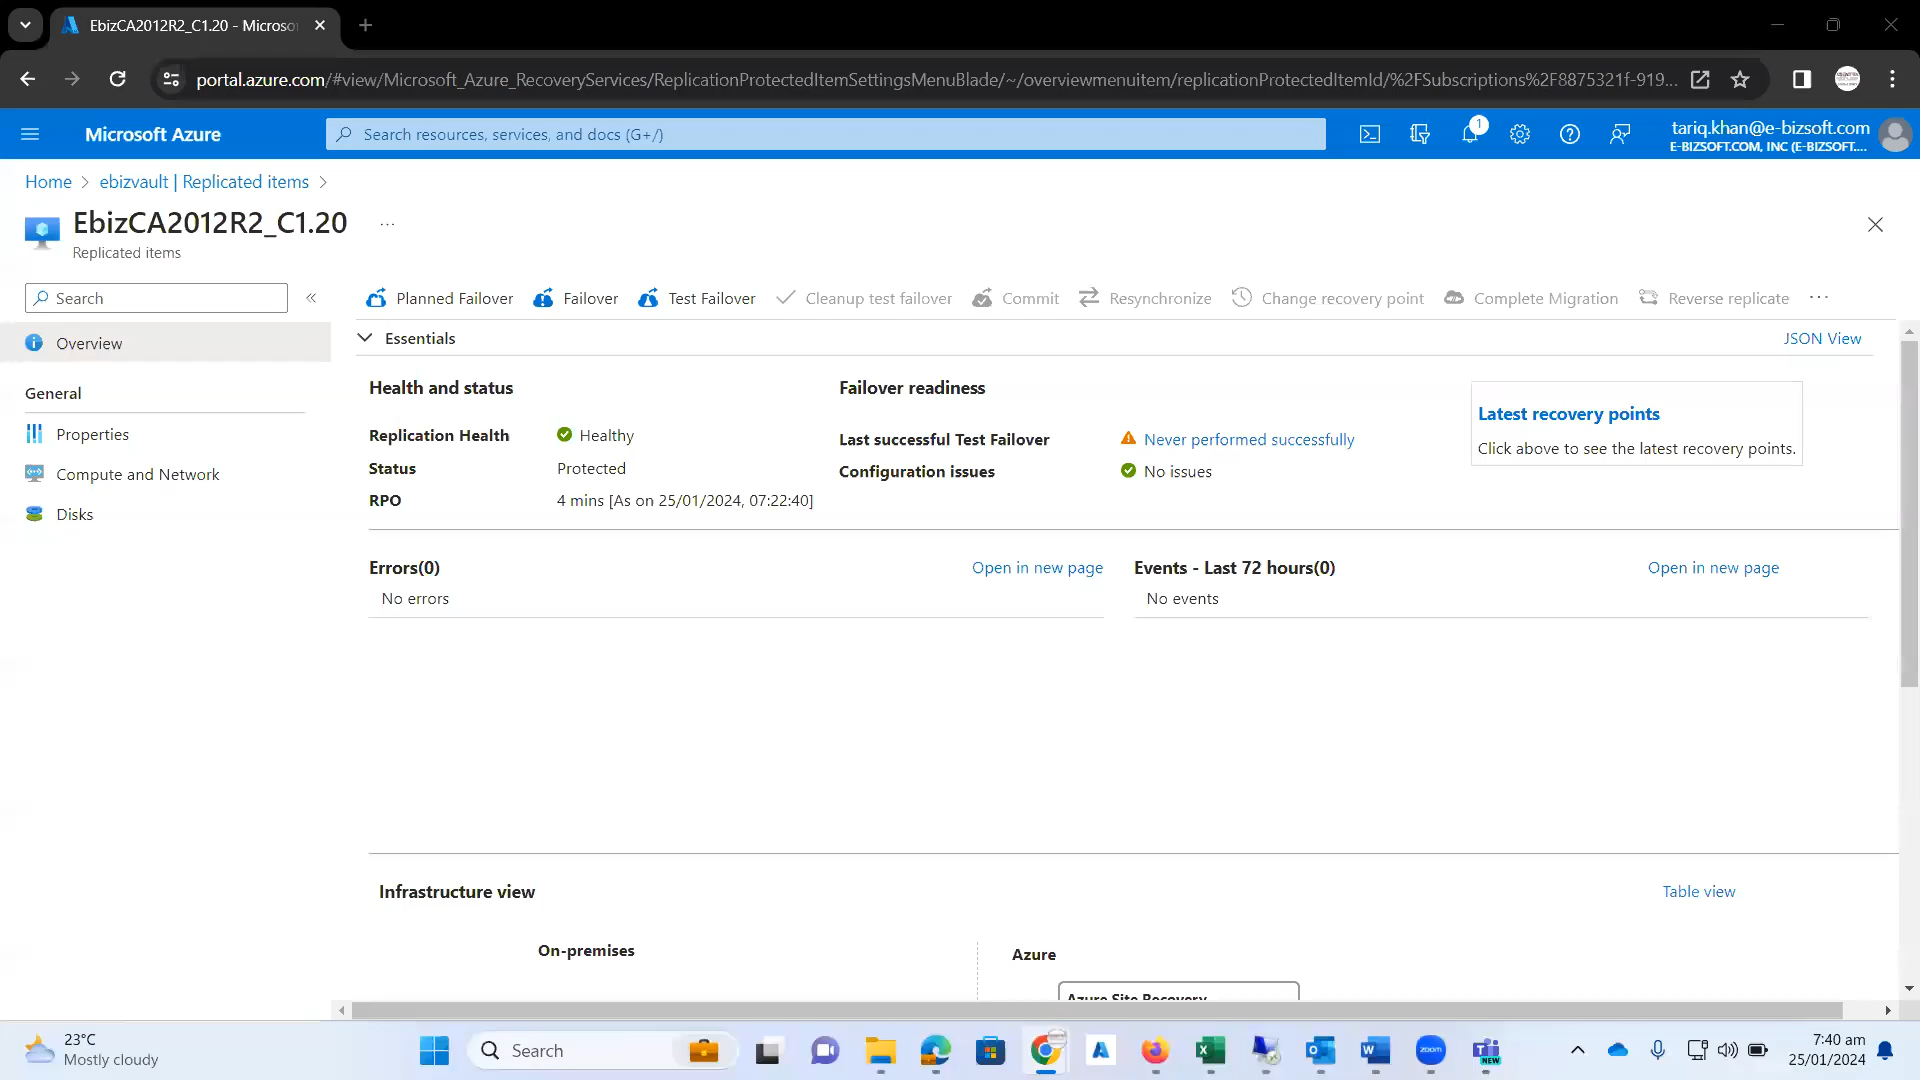 EbizCA2012R2_C1.20 - Microso
portal.azure.com/#view/Microsoft_Azure_RecoveryServices/ReplicationProtectedItemSettingsMenuBlade/~/overviewmenuitem/replicationProtectedItemId/%2FSubscriptions%2F8875321f-919...
Microsoft Azure
Search resources, services, and docs (G+/)
1
tariq.khan@e-bizsoft.com
E-BIZSOFT.COM, INC (E-BIZSOFT....
Home > ebizvault | Replicated items >
EbizCA2012R2_C1.20 ...
Replicated items
Search «
Planned Failover Failover Test Failover Cleanup test failover Commit Resynchronize Change recovery point Complete Migration Reverse replicate ...
Overview
General
Properties
Compute and Network
Disks
Essentials
JSON View
Health and status
Replication Health Healthy
Status Protected
RPO 4 mins [As on 25/01/2024, 07:22:40]
Failover readiness
Last successful Test Failover Never performed successfully
Configuration issues No issues
Latest recovery points
Click above to see the latest recovery points.
Errors(0) Open in new page
No errors
Events - Last 72 hours(0) Open in new page
No events
Infrastructure view Table view
On-premises
Azure
Azure Site Recovery
23°C
Mostly cloudy
Search
zoom
NEW
7:40 am
25/01/2024